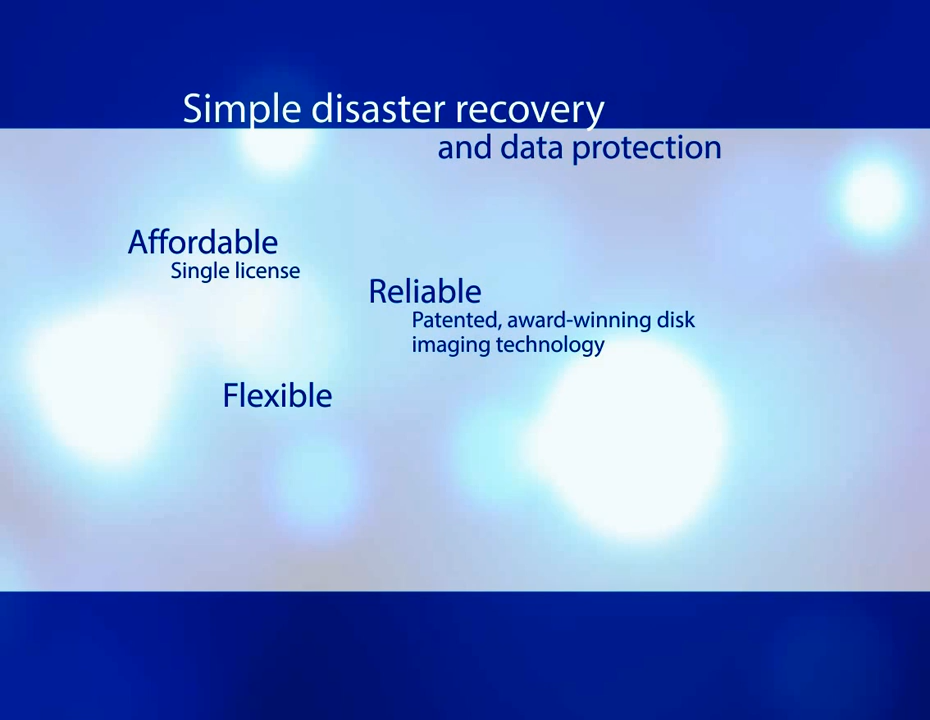 Simple disaster recovery
and data protection
Affordable
Single license
Reliable
Patented, award-winning disk
imaging technology
Flexible